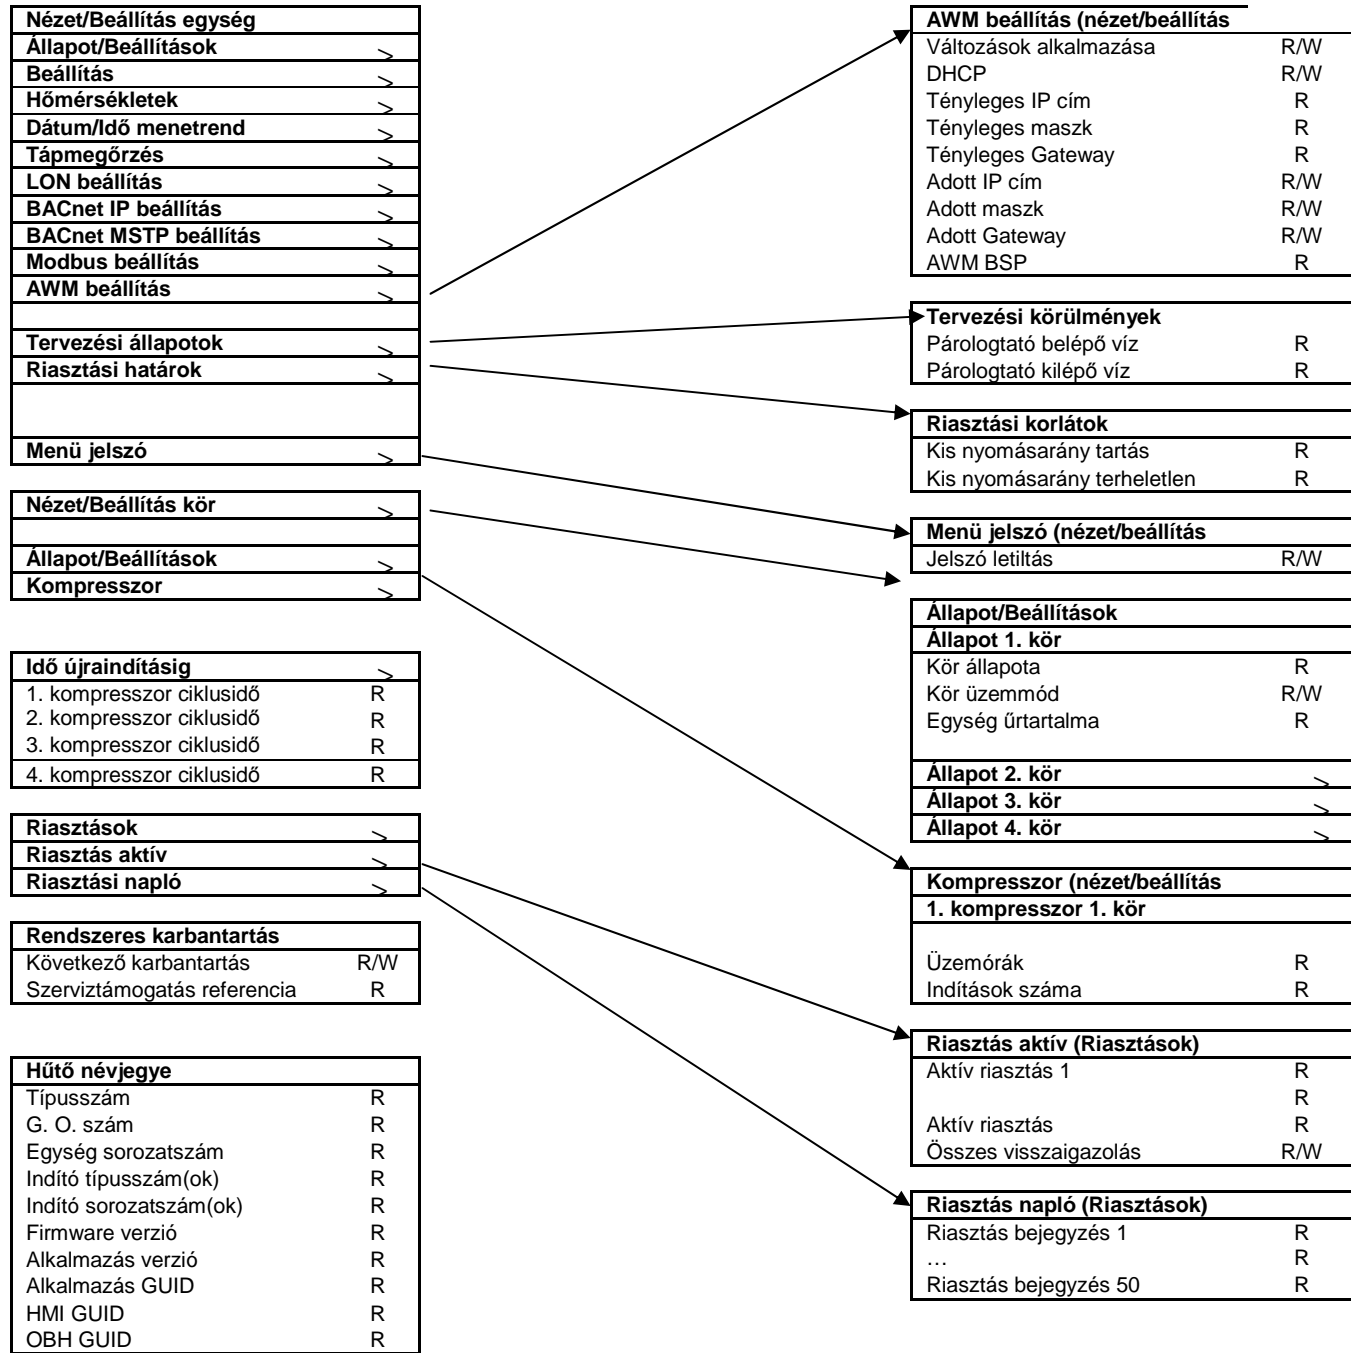 Nézet/Beállítás egység
Állapot/Beállítások >
Beállítás >
Hőmérsékletek >
Dátum/Idő menetrend >
Tápmegőrzés >
LON beállítás >
BACnet IP beállítás >
BACnet MSTP beállítás >
Modbus beállítás >
AWM beállítás >
Tervezési állapotok >
Riasztási határok >
Menü jelszó >
Nézet/Beállítás kör >
Állapot/Beállítások >
Kompresszor >
Idő újraindításig >
1. kompresszor ciklusidő R
2. kompresszor ciklusidő R
3. kompresszor ciklusidő R
4. kompresszor ciklusidő R
Riasztások >
Riasztás aktív >
Riasztási napló >
Rendszeres karbantartás
Következő karbantartás R/W
Szerviztámogatás referencia R
Hűtő névjegye
Típusszám R
G. O. szám R
Egység sorozatszám R
Indító típusszám(ok) R
Indító sorozatszám(ok) R
Firmware verzió R
Alkalmazás verzió R
Alkalmazás GUID R
HMI GUID R
OBH GUID R
AWM beállítás (nézet/beállítás
Változások alkalmazása R/W
DHCP R/W
Tényleges IP cím R
Tényleges maszk R
Tényleges Gateway R
Adott IP cím R/W
Adott maszk R/W
Adott Gateway R/W
AWM BSP R
Tervezési körülmények
Párologtató belépő víz R
Párologtató kilépő víz R
Riasztási korlátok
Kis nyomásarány tartás R
Kis nyomásarány terheletlen R
Menü jelszó (nézet/beállítás
Jelszó letiltás R/W
Állapot/Beállítások
Állapot 1. kör
Kör állapota R
Kör üzemmód R/W
Egység űrtartalma R
Állapot 2. kör >
Állapot 3. kör >
Állapot 4. kör >
Kompresszor (nézet/beállítás
1. kompresszor 1. kör
Üzemórák R
Indítások száma R
Riasztás aktív (Riasztások)
Aktív riasztás 1 R
R
Aktív riasztás R
Összes visszaigazolás R/W
Riasztás napló (Riasztások)
Riasztás bejegyzés 1 R
… R
Riasztás bejegyzés 50 R